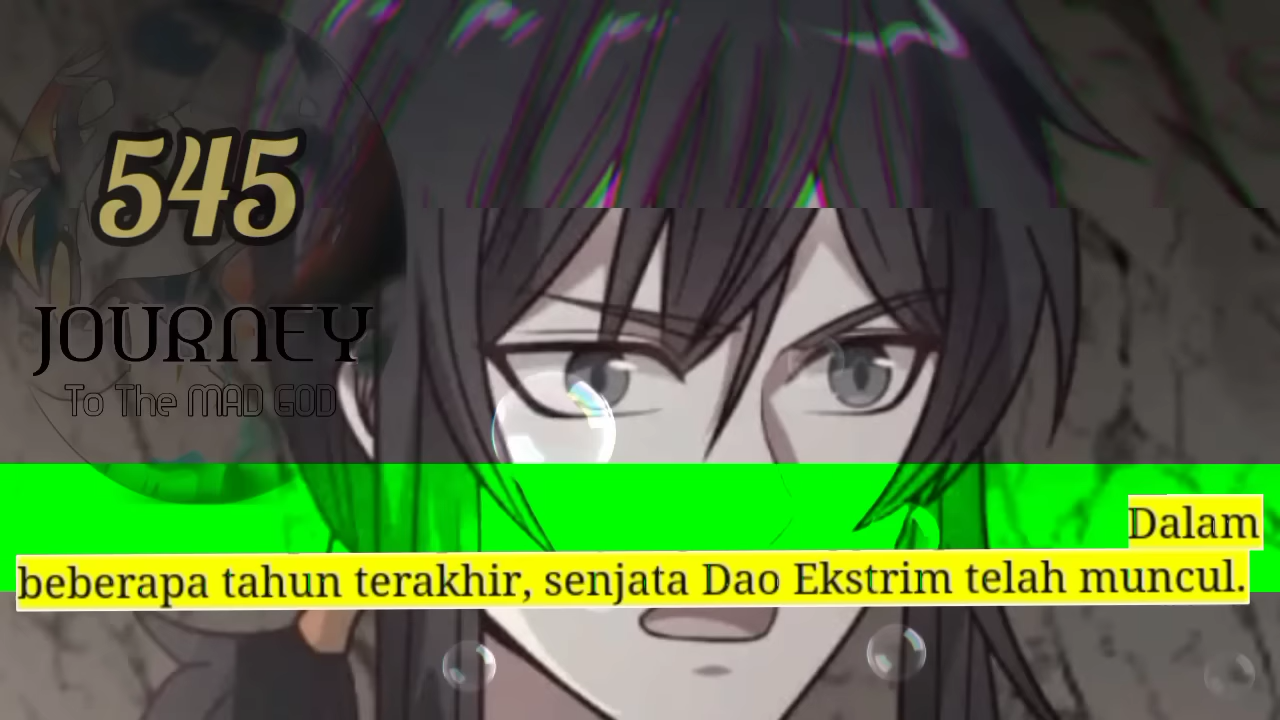 545
JOURNEY
To The MAD GOD
Dalam
beberapa tahun terakhir, senjata Dao Ekstrim telah muncul.